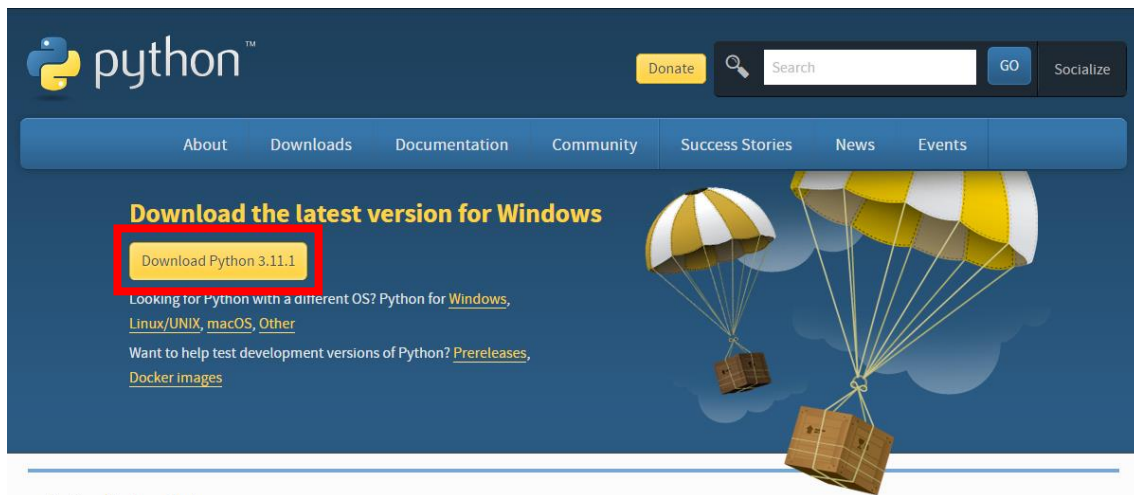 python™
Donate
Search
GO
Socialize
About Downloads Documentation Community Success Stories News Events
Download the latest version for Windows
Download Python 3.11.1
Looking for Python with a different OS? Python for Windows,
Linux/UNIX, macOS, Other
Want to help test development versions of Python? Prereleases,
Docker images